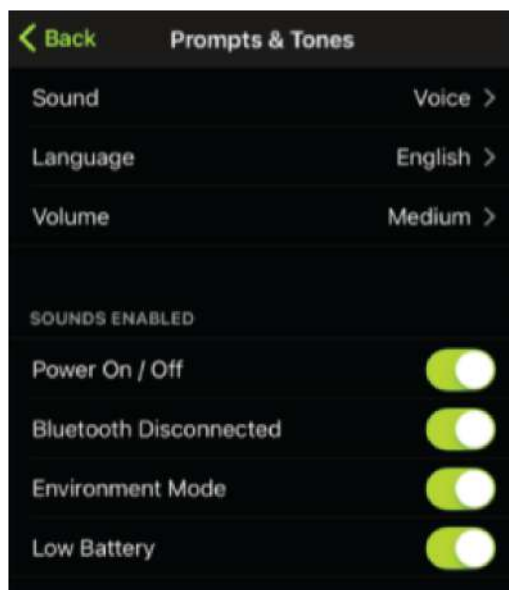 Back Prompts & Tones
Sound Voice
Language English
Volume Medium
SOUNDS ENABLED
Power On / Off
Bluetooth Disconnected
Environment Mode
Low Battery